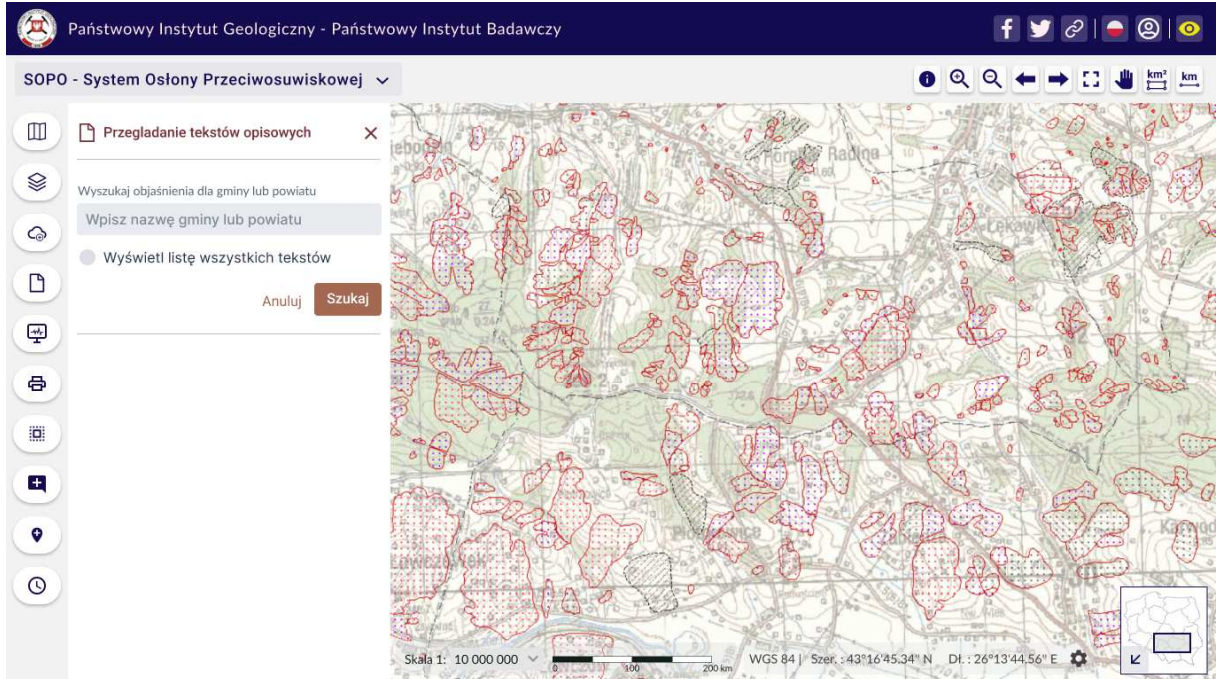 Państwowy Instytut Geologiczny - Państwowy Instytut Badawczy
SOPO - System Osłony Przeciwosuwiskowej
km²
km
Przegladanie tekstów opisowych
Wyszukaj objaśnienia dla gminy lub powiatu
Wpisz nazwę gminy lub powiatu
Wyświetl listę wszystkich tekstów
Anuluj Szukaj
Radlna
Łękawka
Skala 1: 10 000 000
0 100 200 km
WGS 84 | Szer. : 43°16'45.34" N Dł. : 26°13'44.56" E